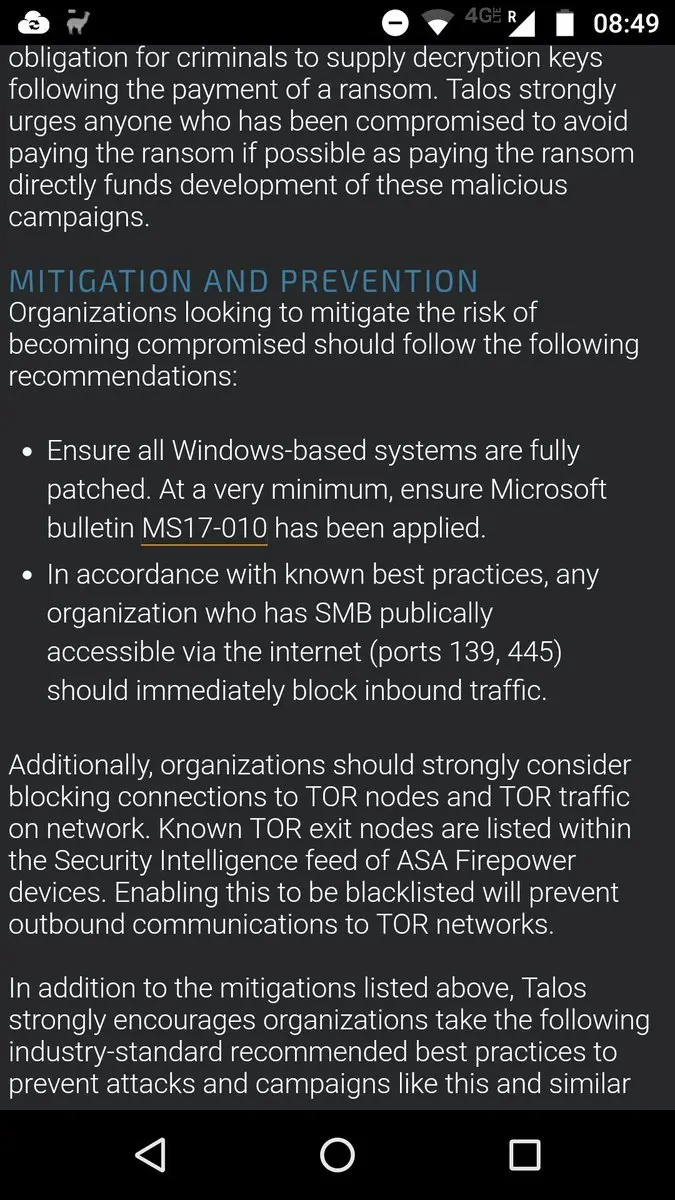 4G LTE R 08:49
obligation for criminals to supply decryption keys
following the payment of a ransom. Talos strongly
urges anyone who has been compromised to avoid
paying the ransom if possible as paying the ransom
directly funds development of these malicious
campaigns.
MITIGATION AND PREVENTION
Organizations looking to mitigate the risk of
becoming compromised should follow the following
recommendations:
• Ensure all Windows-based systems are fully
patched. At a very minimum, ensure Microsoft
bulletin MS17-010 has been applied.
• In accordance with known best practices, any
organization who has SMB publically
accessible via the internet (ports 139, 445)
should immediately block inbound traffic.
Additionally, organizations should strongly consider
blocking connections to TOR nodes and TOR traffic
on network. Known TOR exit nodes are listed within
the Security Intelligence feed of ASA Firepower
devices. Enabling this to be blacklisted will prevent
outbound communications to TOR networks.
In addition to the mitigations listed above, Talos
strongly encourages organizations take the following
industry-standard recommended best practices to
prevent attacks and campaigns like this and similar